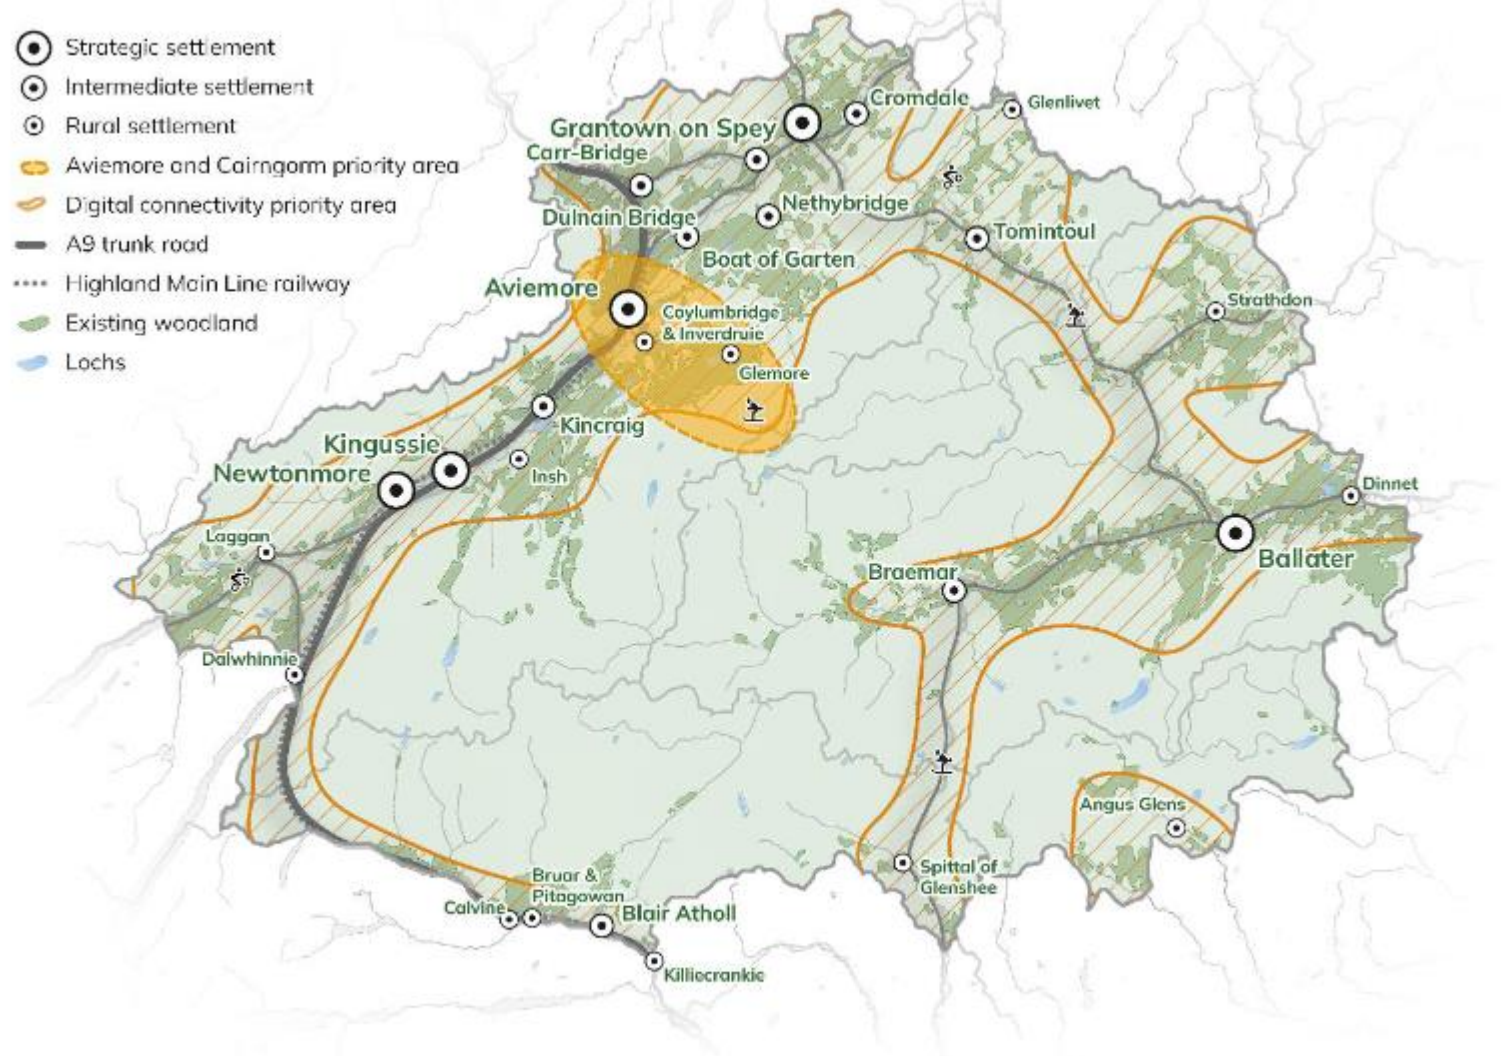 Strategic settlement
Intermediate settlement
Rural settlement
Aviemore and Cairngorm priority area
Digital connectivity priority area
A9 trunk road
Highland Main Line railway
Existing woodland
Lochs
Cromdale
Glenlivet
Grantown on Spey
Carr-Bridge
Nethybridge
Dulnain Bridge
Tomintoul
Boat of Garten
Aviemore
Strathdon
Coylumbridge
& Inverdruie
Glemore
Kincraig
Kingussie
Newtonmore
Insh
Dinnet
Laggan
Ballater
Braemar
Dalwhinnie
Angus Glens
Spittal of
Glenshee
Bruar &
Pitagowan
Calvine
Blair Atholl
Killiecrankie